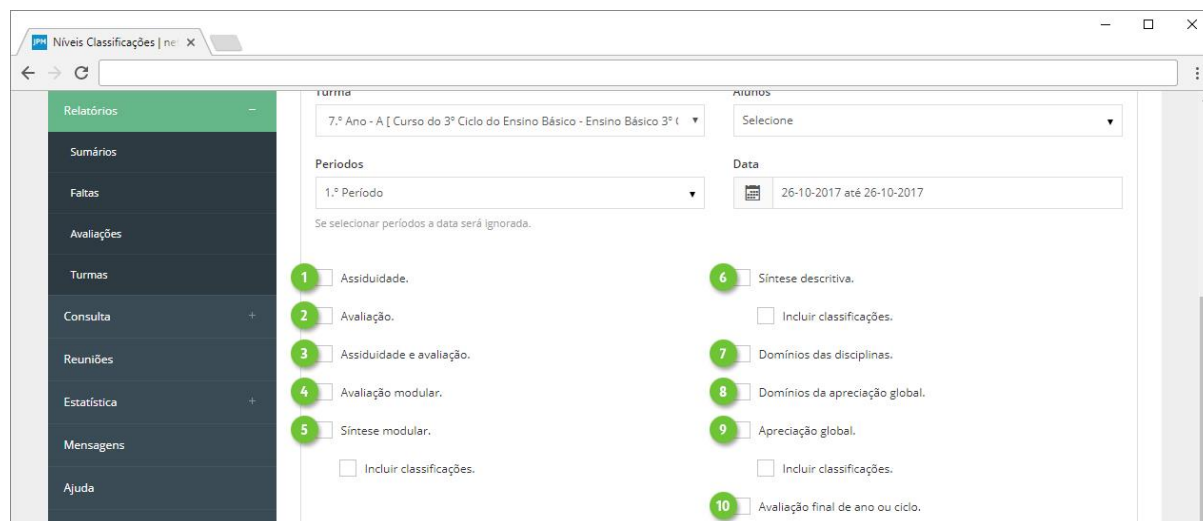 JPM Níveis Classificações | ne
Relatórios
Sumários
Faltas
Avaliações
Turmas
Consulta
Reuniões
Estatística
Mensagens
Ajuda
Turma
7.º Ano - A [ Curso do 3º Ciclo do Ensino Básico - Ensino Básico 3º (
Alunos
Selecione
Periodos
1.º Período
Se selecionar períodos a data será ignorada.
Data
26-10-2017 até 26-10-2017
1 Assiduidade.
2 Avaliação.
3 Assiduidade e avaliação.
4 Avaliação modular.
5 Síntese modular.
Incluir classificações.
6 Síntese descritiva.
Incluir classificações.
7 Domínios das disciplinas.
8 Domínios da apreciação global.
9 Apreciação global.
Incluir classificações.
10 Avaliação final de ano ou ciclo.